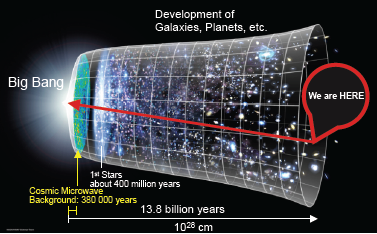 Development of
Galaxies, Planets, etc.
Big Bang
We are HERE
1st Stars
about 400 million years
Cosmic Microwave
Background: 380 000 years
13.8 billion years
10²⁸ cm